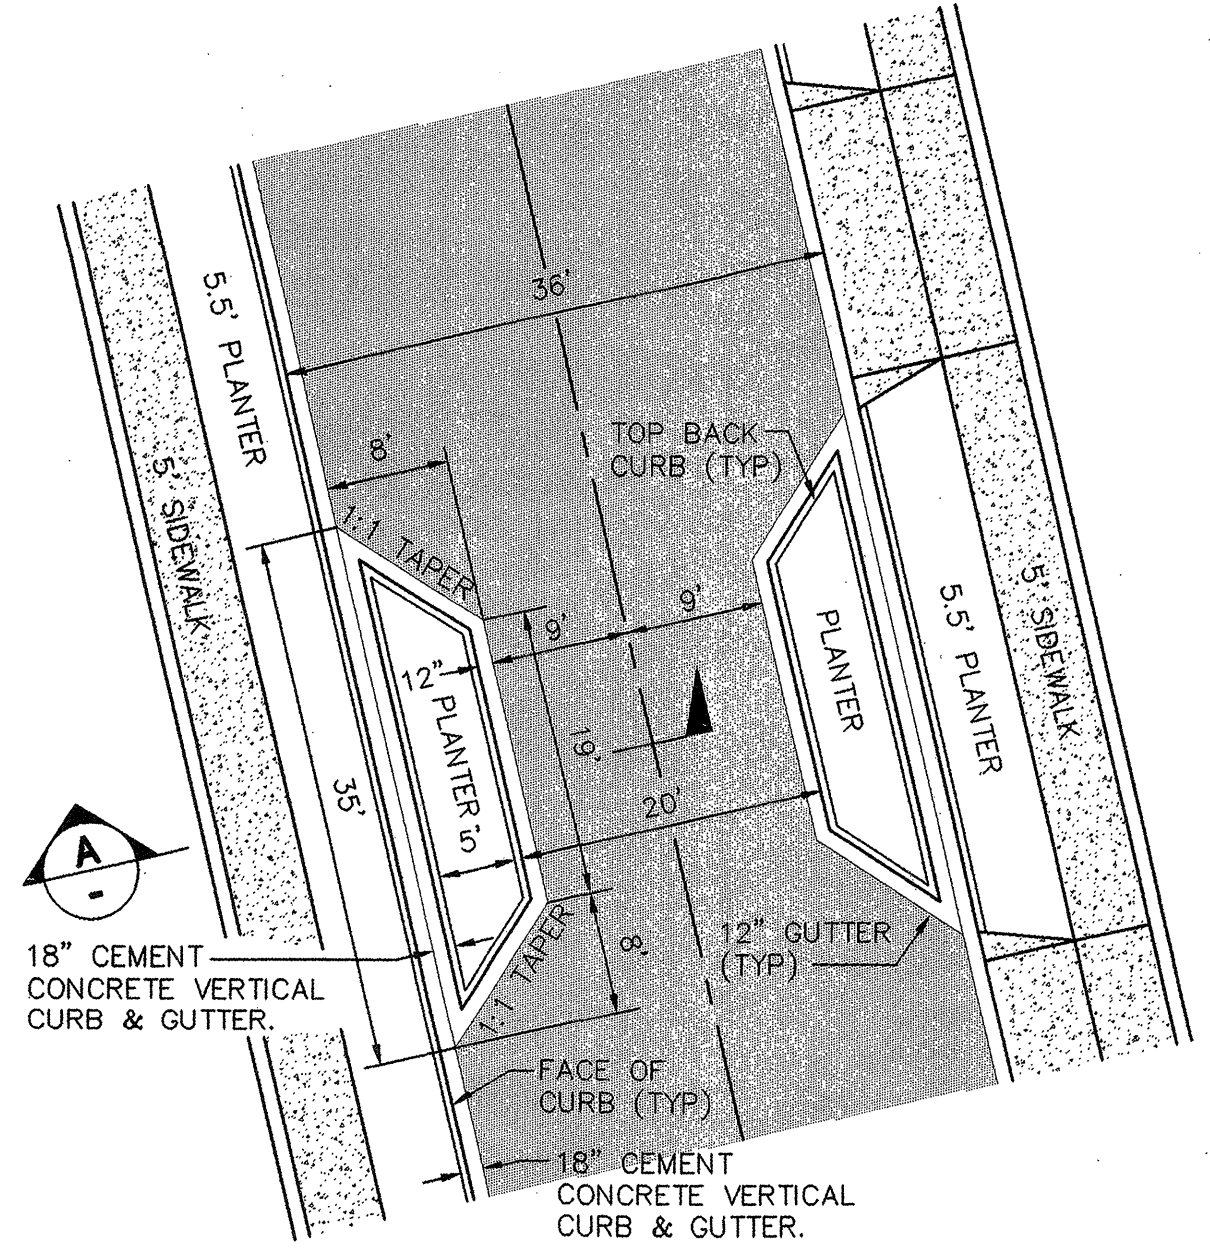 36'
5.5' PLANTER
8'
TOP BACK
CURB (TYP)
5' SIDEWALK
1:1 TAPER
9'
9'
12"
PLANTER
PLANTER
5.5' PLANTER
5' SIDEWALK
19'
35'
20'
5'
A
-
18" CEMENT
CONCRETE VERTICAL
CURB & GUTTER.
1:1 TAPER
8'
12" GUTTER
(TYP)
FACE OF
CURB (TYP)
18" CEMENT
CONCRETE VERTICAL
CURB & GUTTER.